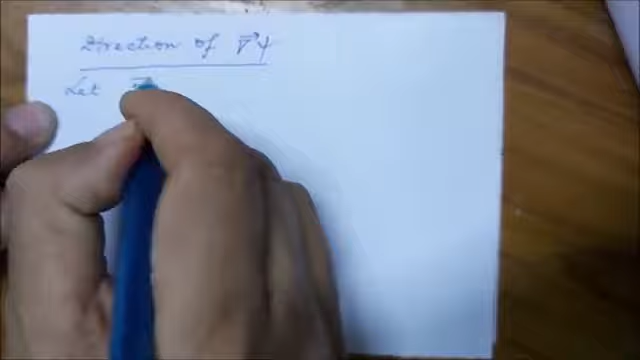 Direction of ∇⃗ψ
Let